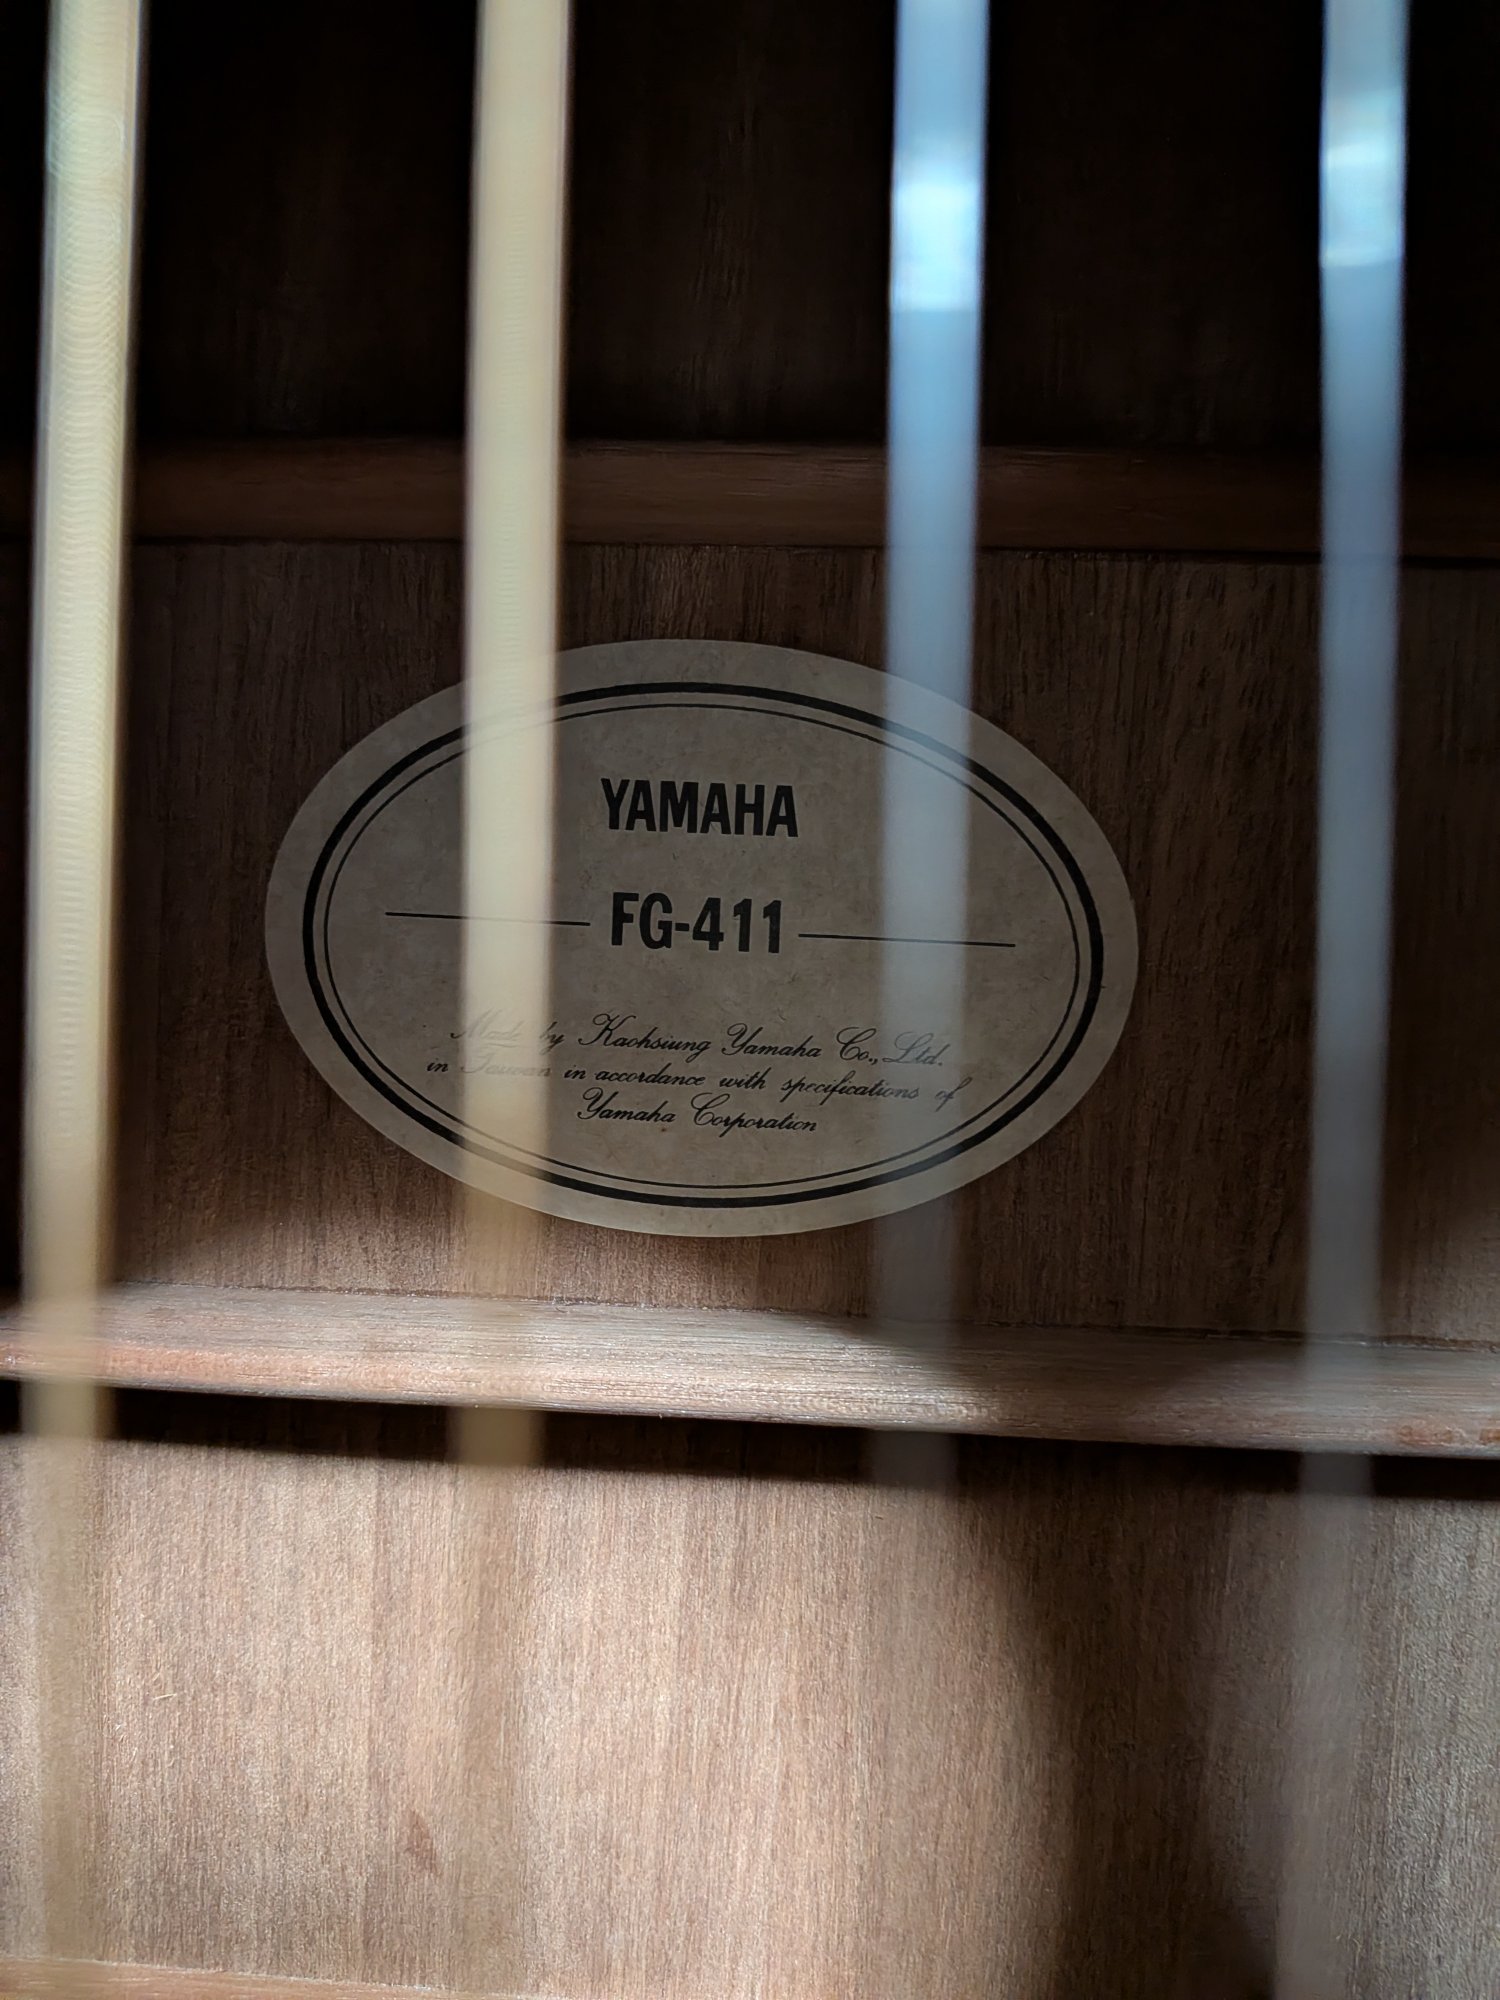 YAMAHA
FG-411
Made by Kaohsiung Yamaha Co., Ltd.
in Taiwan in accordance with specifications of
Yamaha Corporation